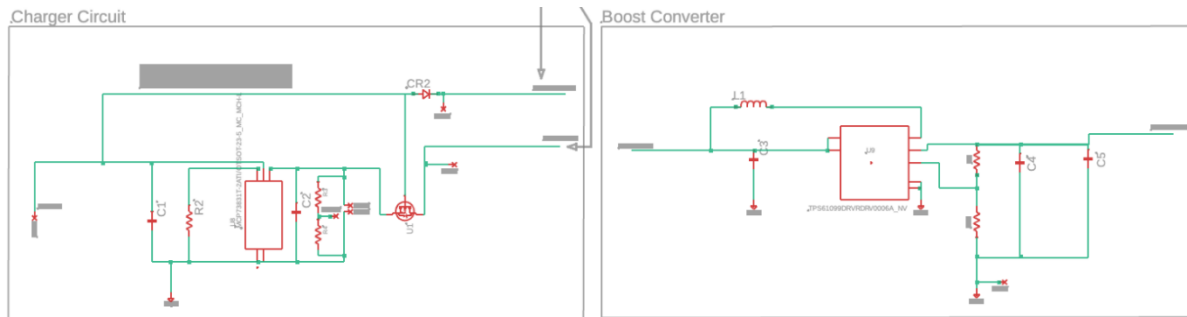 Charger Circuit
Boost Converter
CR2
L1
C1
R2
C2
U1
C3
C4
C5
TPS61099DRVRDRV0006A_NV